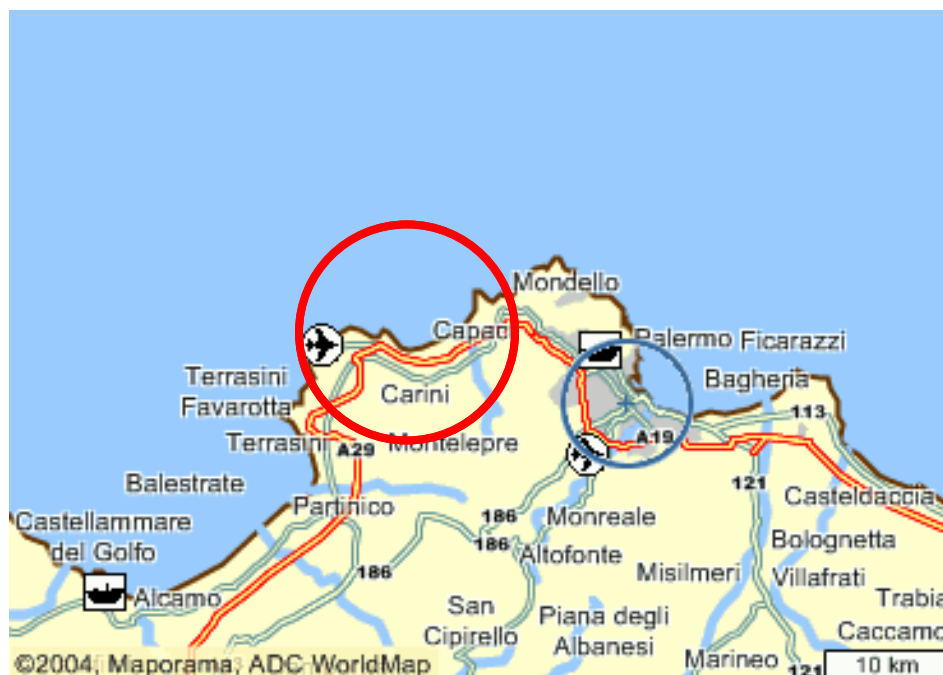 Mondello
Capaci
Palermo
Ficarazzi
Terrasini
Favarotta
Carini
Bagheria
113
Terrasini
A29
Montelepre
A19
Balestrate
121
Casteldaccia
Partinico
186
Monreale
Castellammare
del Golfo
186
Altofonte
Bolognetta
186
Misilmeri
Villafrati
Alcamo
San
Cipirello
Piana degli
Albanesi
Trabia
Caccamo
Marineo
121
10 km
©2004, Maporama, ADC WorldMap